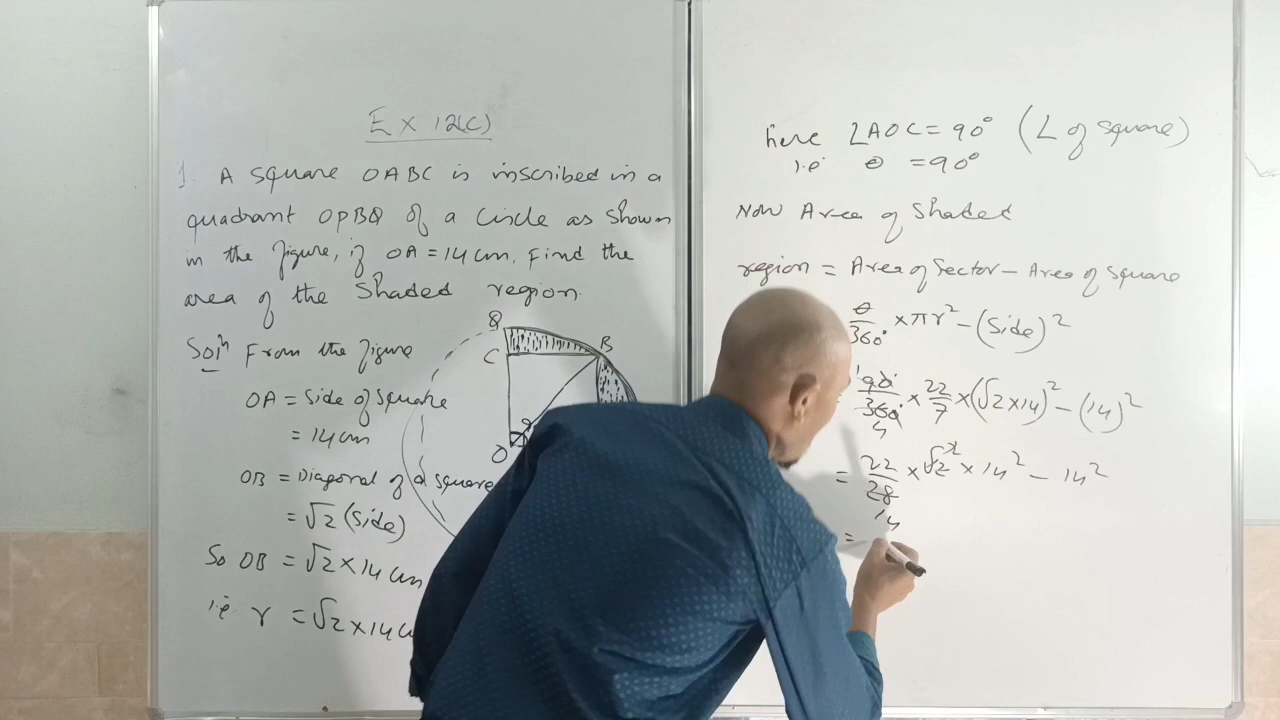 Ex 12(C)
1. A square OABC is inscribed in a
quadrant OPBQ of a Circle as shown
in the figure, if OA = 14 cm, Find the
area of the shaded region.
Solⁿ From the figure
OA = Side of Square
= 14 cm
OB = Diagonal of a square
= √2 (Side)
So OB = √2 × 14 cm
i.e r = √2 × 14 c
Q
C
B
O
here ∠AOC = 90° (∠ of square)
i.e θ = 90°
Now Area of Shaded
region = Area of Sector − Area of square
θ/360° × πr² − (Side)²
90°/360° × 22/7 × (√2×14)² − (14)²
1
4
= 22/28 × √2² × 14² − 14²
14
=